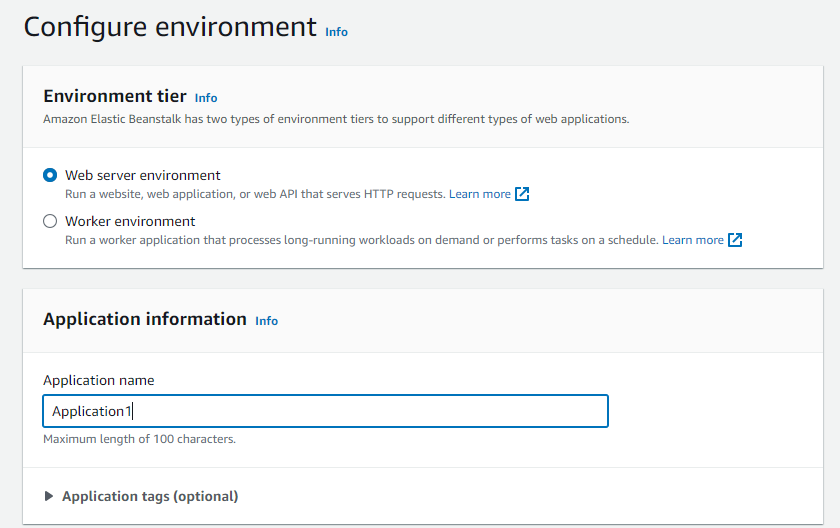 Configure environment Info
Environment tier Info
Amazon Elastic Beanstalk has two types of environment tiers to support different types of web applications.
Web server environment
Run a website, web application, or web API that serves HTTP requests. Learn more
Worker environment
Run a worker application that processes long-running workloads on demand or performs tasks on a schedule. Learn more
Application information Info
Application name
Application1
Maximum length of 100 characters.
Application tags (optional)